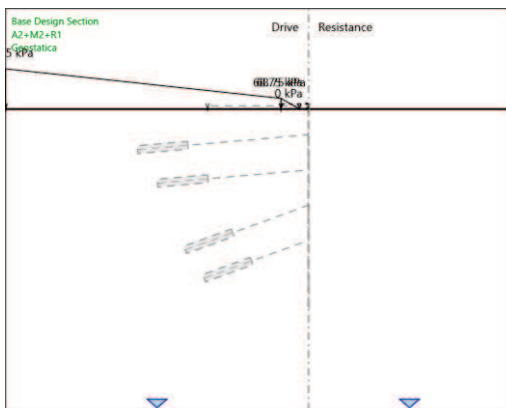 Base Design Section
A2+M2+R1
Geostatica
Drive
Resistance
5 kPa
0 kPa